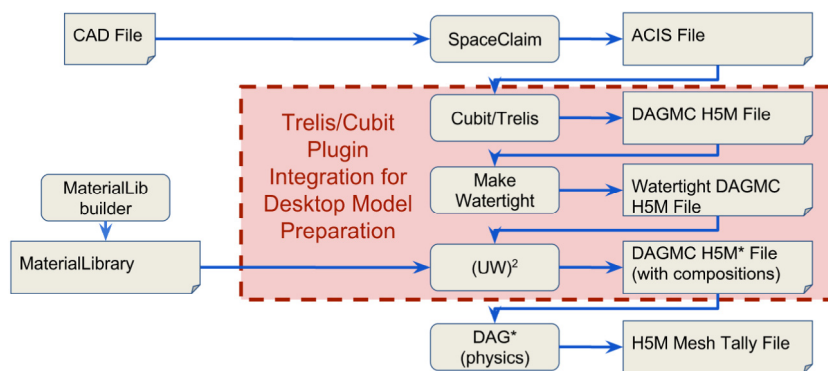 CAD File
SpaceClaim
ACIS File
Cubit/Trelis
DAGMC H5M File
Trelis/Cubit
Plugin
Integration for
Desktop Model
Preparation
Make
Watertight
Watertight DAGMC
H5M File
MaterialLib
builder
MaterialLibrary
(UW)²
DAGMC H5M* File
(with compositions)
DAG*
(physics)
H5M Mesh Tally File